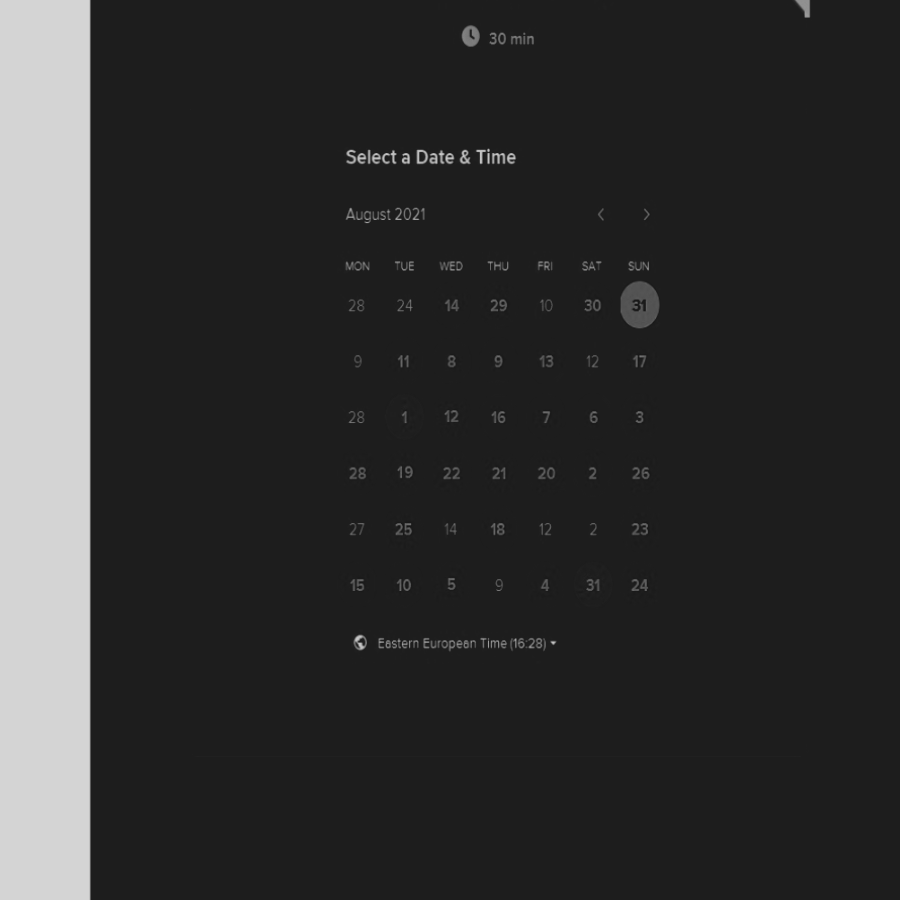 30 min
Select a Date & Time
August 2021
MON TUE WED THU FRI SAT SUN
28 24 14 29 10 30 31
9 11 8 9 13 12 17
28 1 12 16 7 6 3
28 19 22 21 20 2 26
27 25 14 18 12 2 23
15 10 5 9 4 31 24
Eastern European Time (16:28)